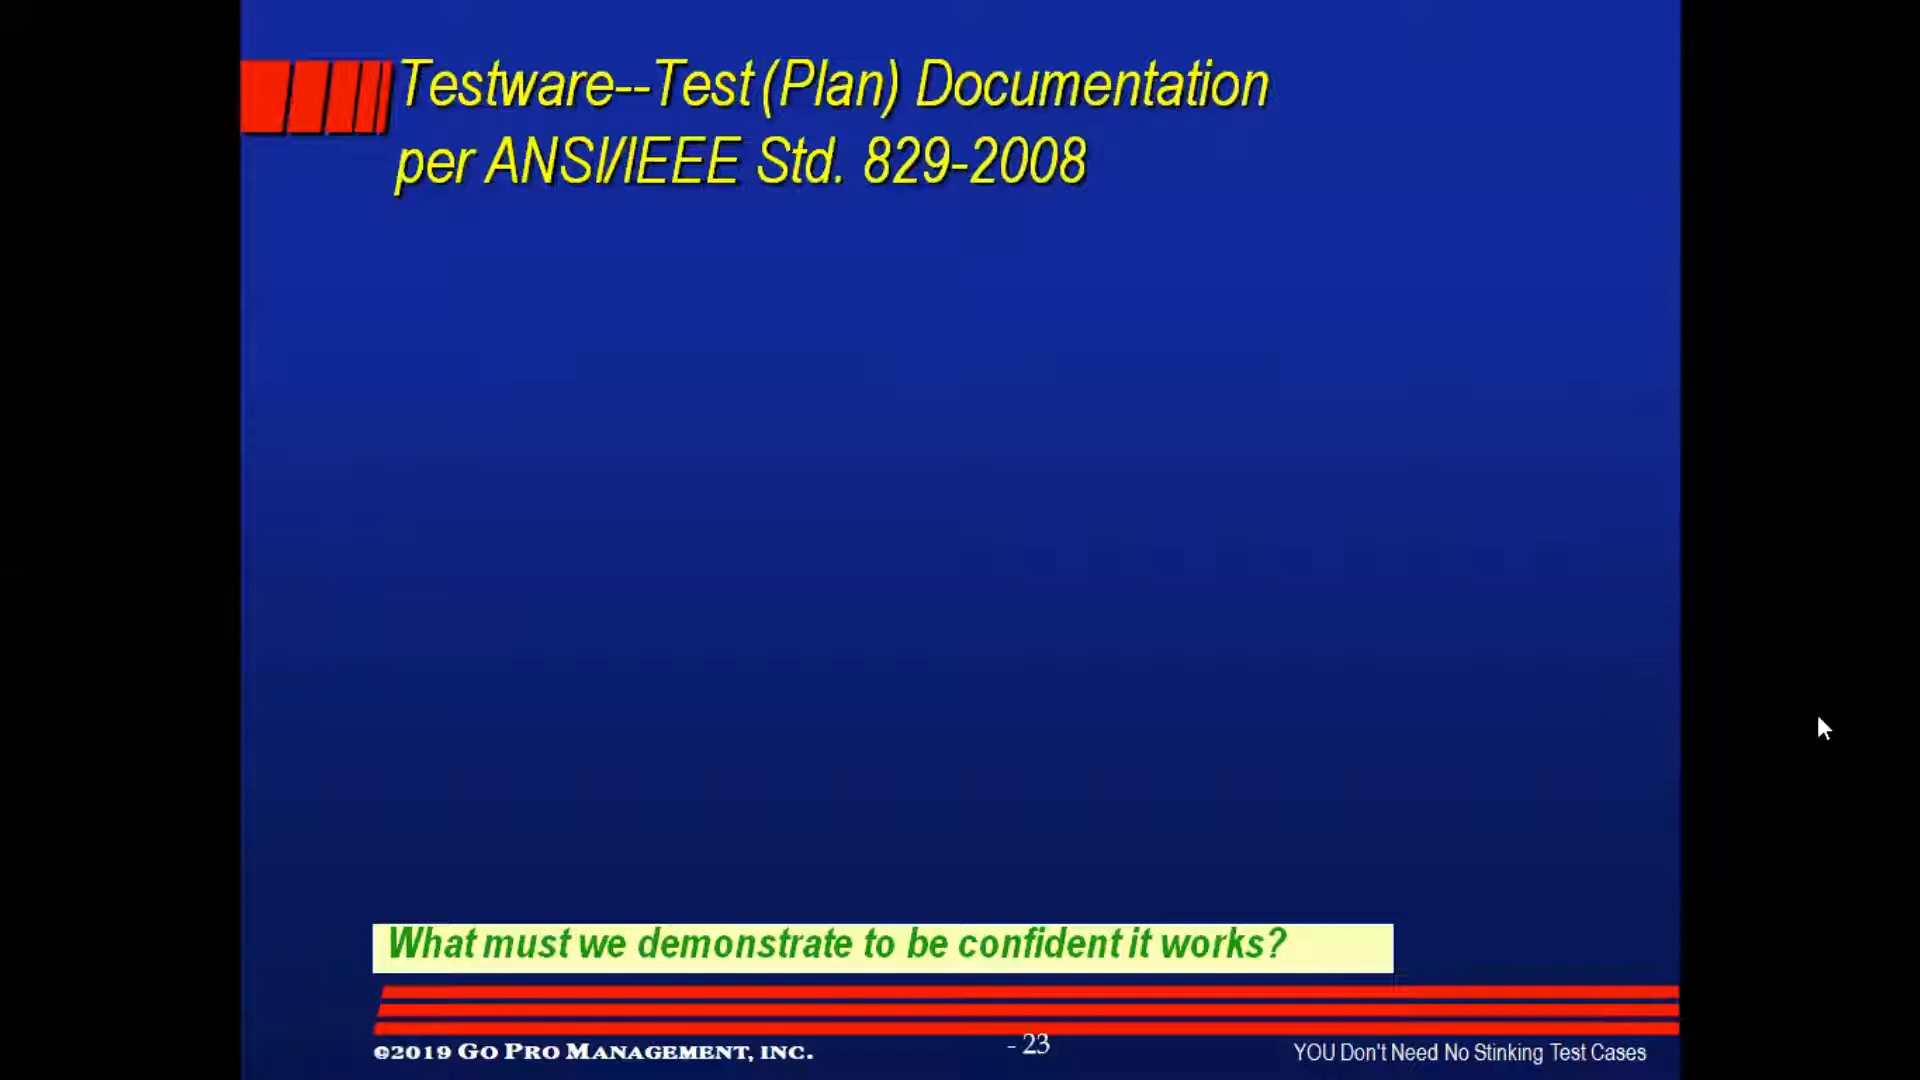 Testware--Test (Plan) Documentation
per ANSI/IEEE Std. 829-2008
What must we demonstrate to be confident it works?
©2019 GO PRO MANAGEMENT, INC.
- 23
YOU Don't Need No Stinking Test Cases